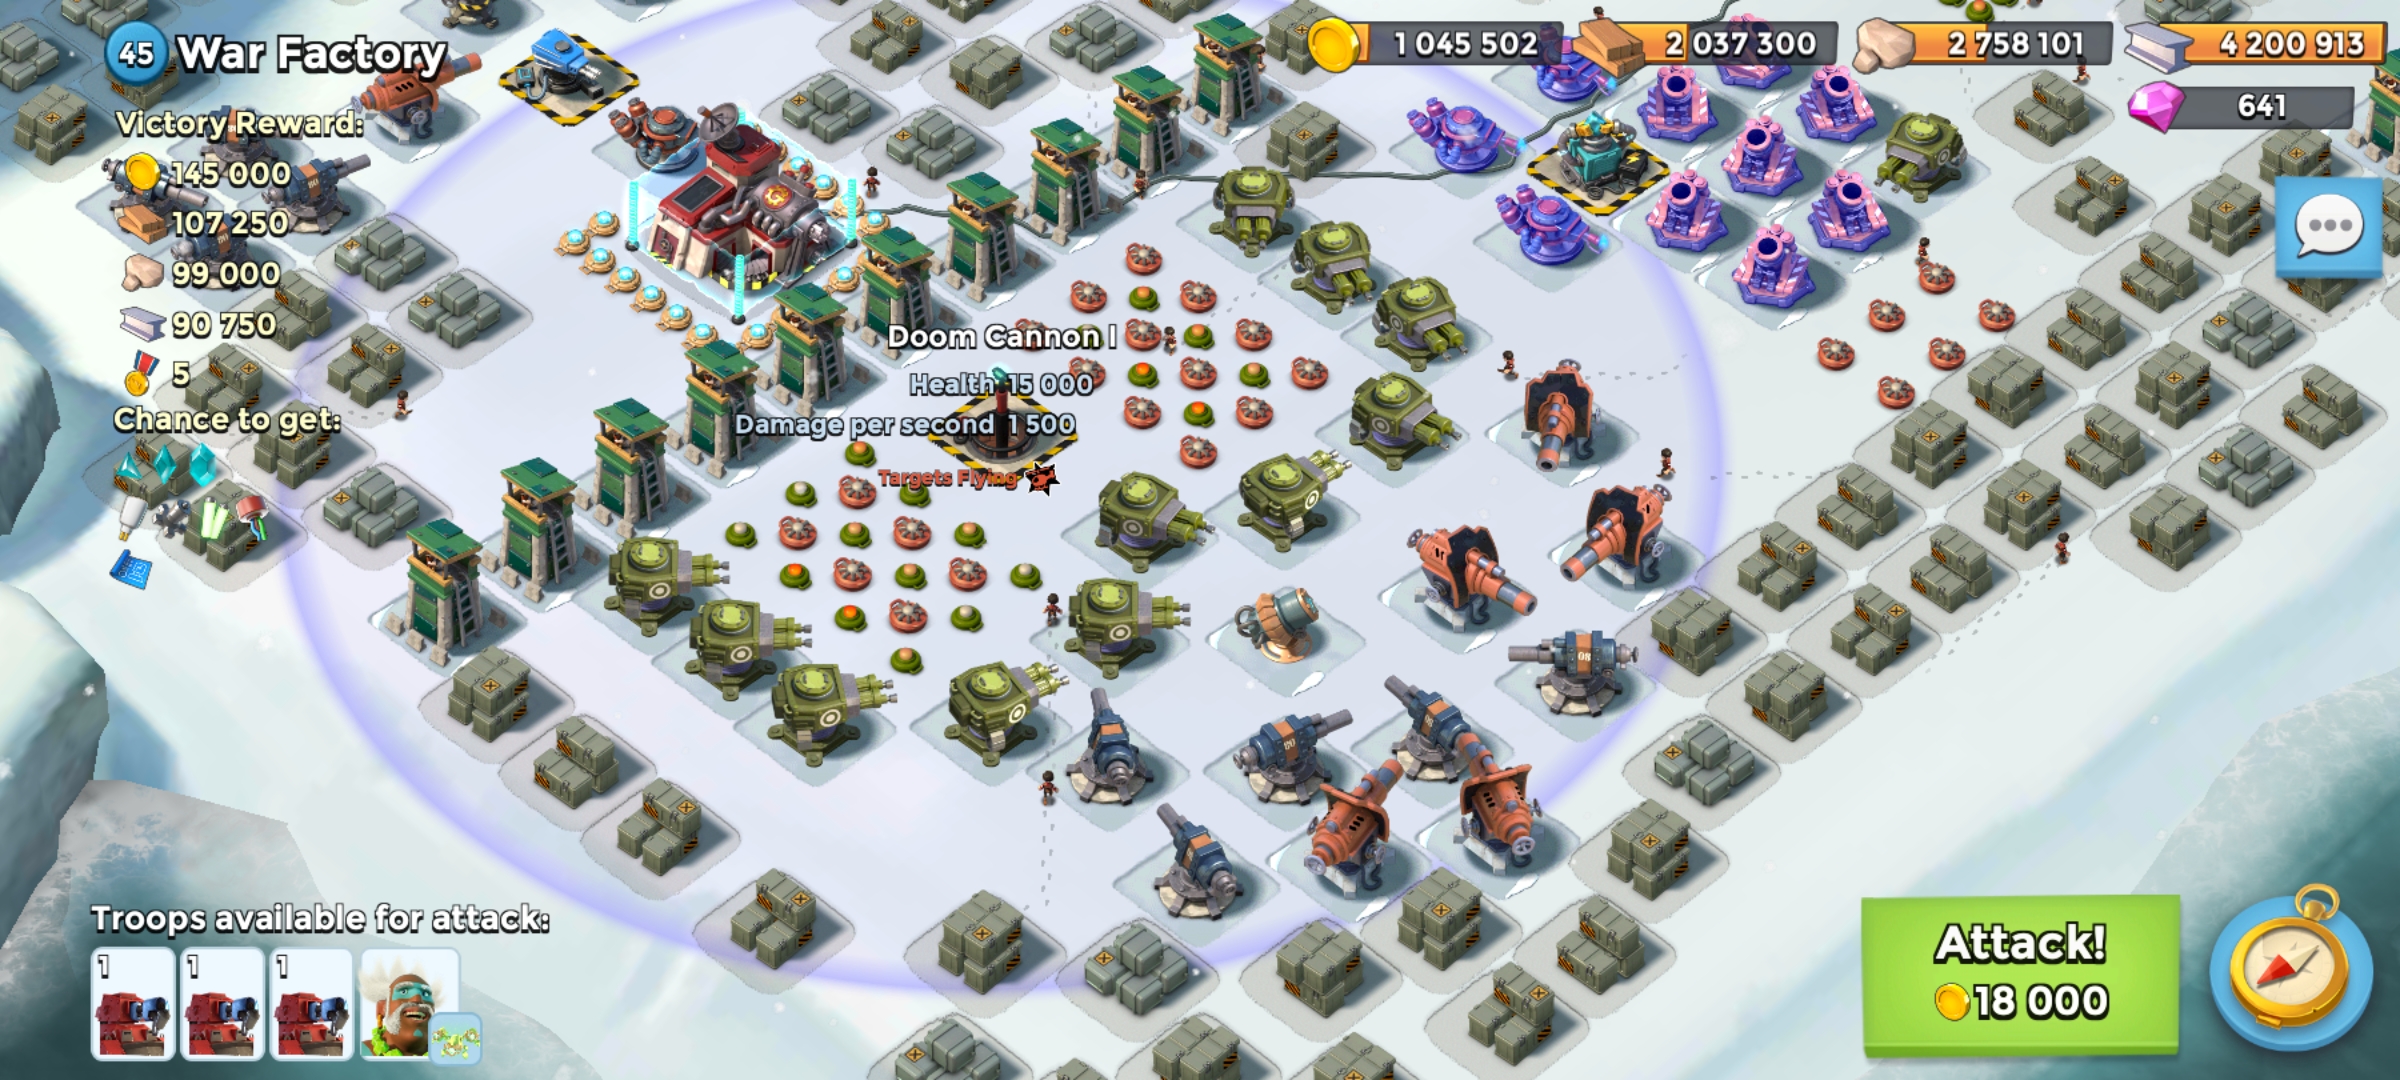 45 War Factory
1 045 502
2 037 300
2 758 101
4 200 913
641
Victory Reward:
145 000
107 250
99 000
90 750
5
Chance to get:
Doom Cannon I
Health 15 000
Damage per second 1 500
Targets Flying
Troops available for attack:
1
1
1
Attack!
18 000